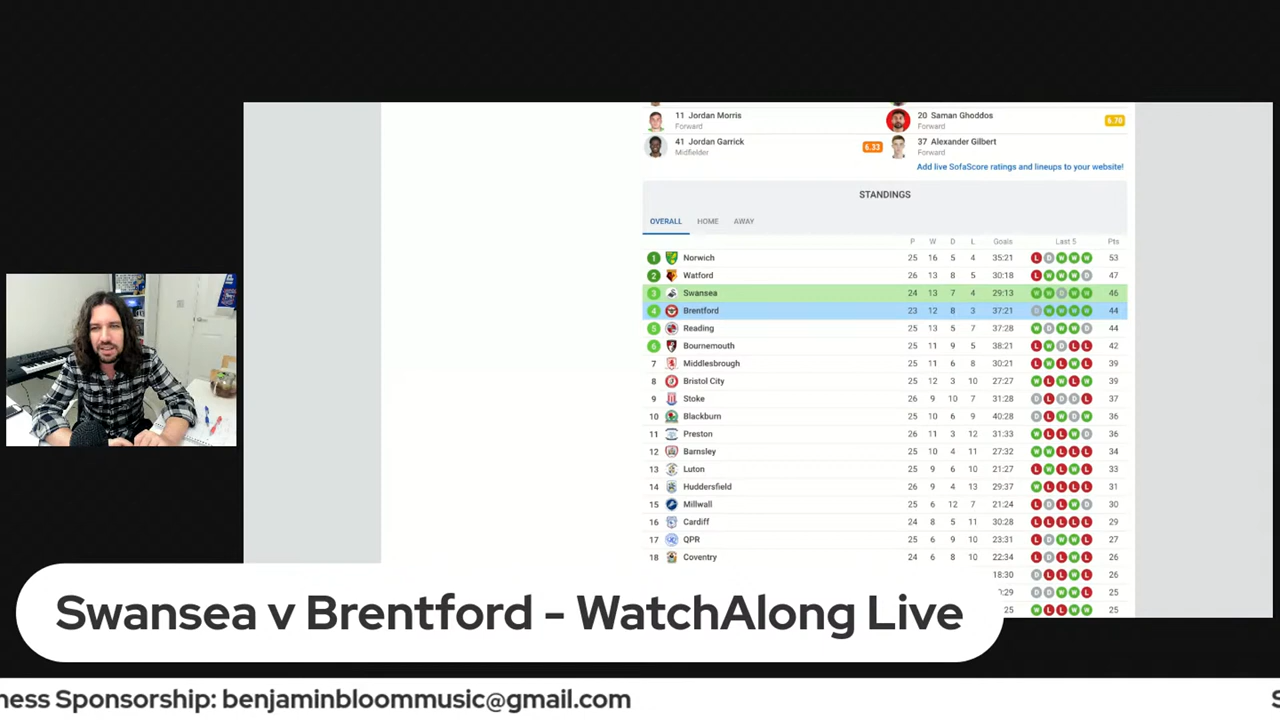 11 Jordan Morris 20 Saman Ghoddos 6.70
Forward Forward
41 Jordan Garrick 6.33 37 Alexander Gilbert
Midfielder Forward
Add live SofaScore ratings and lineups to your website!
STANDINGS
OVERALL HOME AWAY
P W D L Goals Last 5 Pts
1 Norwich 25 16 5 4 35:21 L D W W W 53
2 Watford 26 13 8 5 30:18 L W W W D 47
3 Swansea 24 13 7 4 29:13 W W D W W 46
4 Brentford 23 12 8 3 37:21 D W W W W 44
5 Reading 25 13 5 7 37:28 W D W W D 44
6 Bournemouth 25 11 9 5 38:21 L W D L L 42
7 Middlesbrough 25 11 6 8 30:21 L W L W L 39
8 Bristol City 25 12 3 10 27:27 W L W L W 39
9 Stoke 26 9 10 7 31:28 D L D D L 37
10 Blackburn 25 10 6 9 40:28 D L W D W 36
11 Preston 26 11 3 12 31:33 W L L W D 36
12 Barnsley 25 10 4 11 27:32 W W L L L 34
13 Luton 25 9 6 10 21:27 L W L W L 33
14 Huddersfield 26 9 4 13 29:37 W L L L L 31
15 Millwall 25 6 12 7 21:24 L D L W D 30
16 Cardiff 24 8 5 11 30:28 L L L L L 29
17 QPR 25 6 9 10 23:31 L D W W L 27
18 Coventry 24 6 8 10 22:34 L D L W L 26
18:30 D L L W L 26
:29 D D W W L 25
25 W L L W W 25
Swansea v Brentford - WatchAlong Live
ness Sponsorship: benjaminbloommusic@gmail.com S